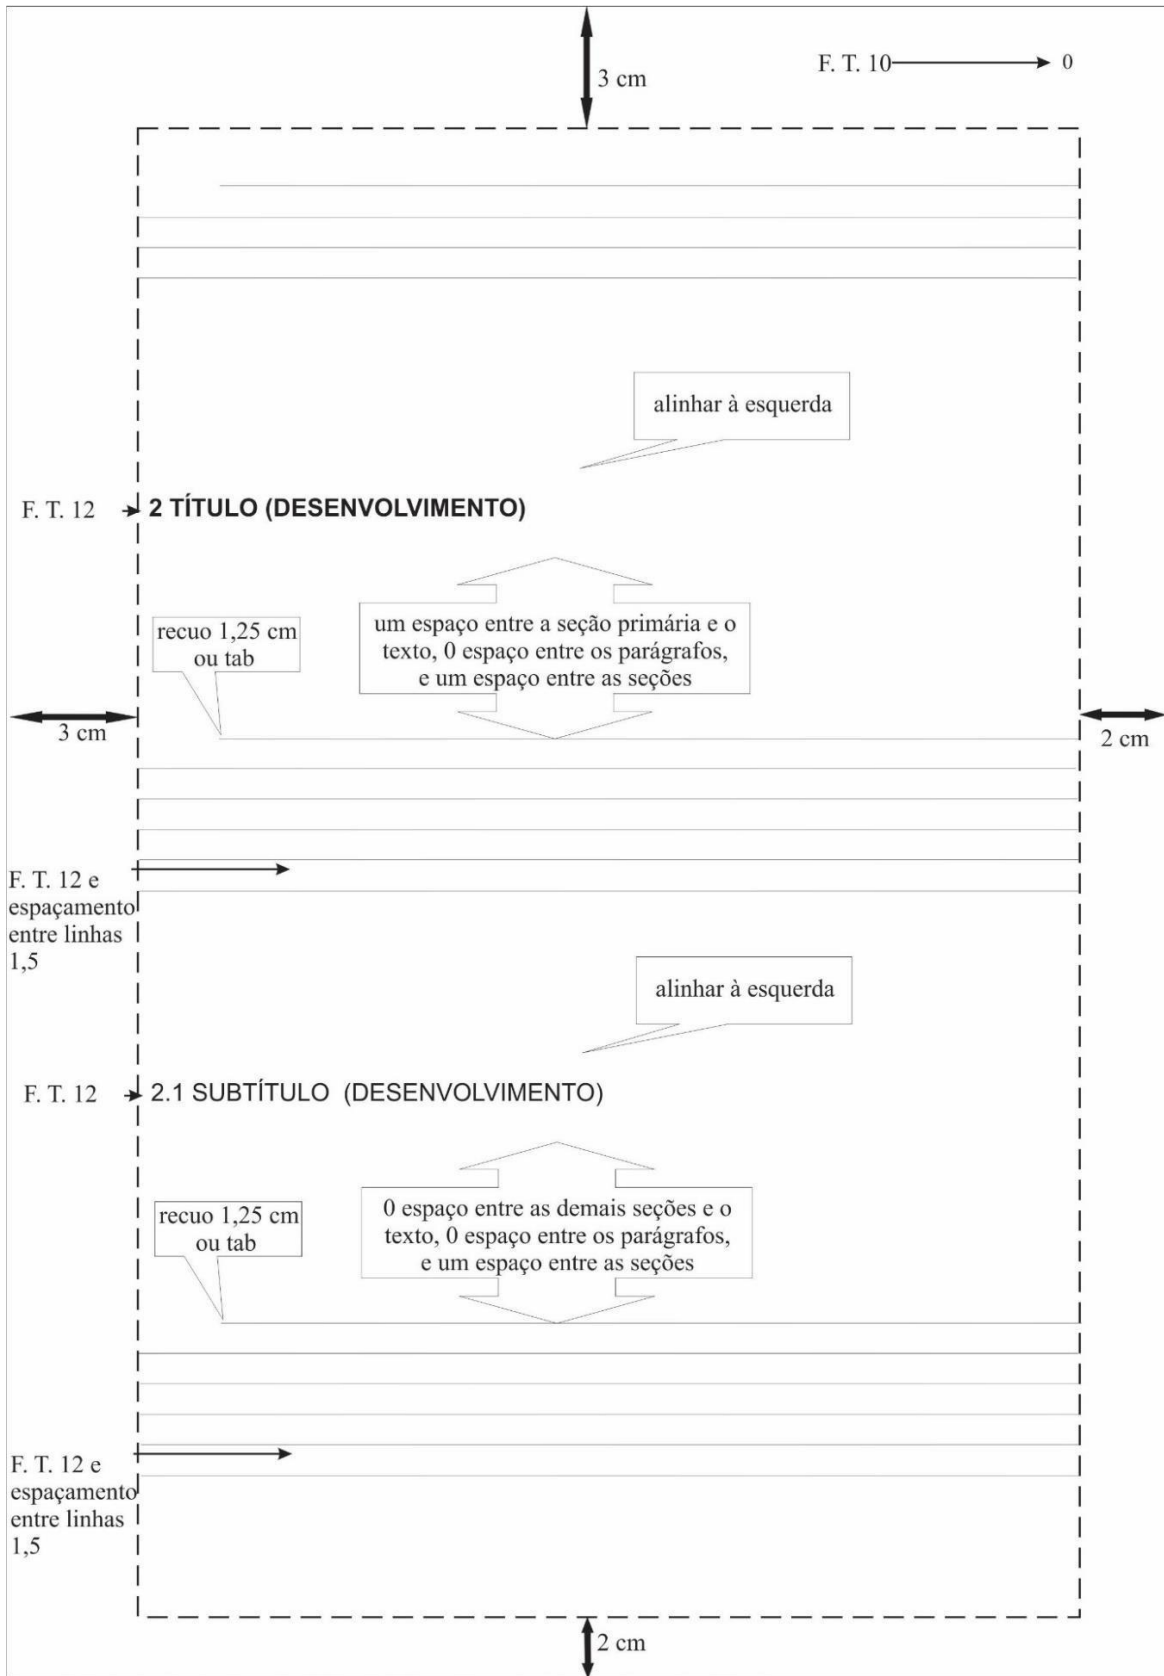 F. T. 10 0
3 cm
alinhar à esquerda
F. T. 12 2 TÍTULO (DESENVOLVIMENTO)
recuo 1,25 cm
ou tab
um espaço entre a seção primária e o
texto, 0 espaço entre os parágrafos,
e um espaço entre as seções
3 cm
2 cm
F. T. 12 e
espaçamento
entre linhas
1,5
alinhar à esquerda
F. T. 12 2.1 SUBTÍTULO (DESENVOLVIMENTO)
recuo 1,25 cm
ou tab
0 espaço entre as demais seções e o
texto, 0 espaço entre os parágrafos,
e um espaço entre as seções
F. T. 12 e
espaçamento
entre linhas
1,5
2 cm